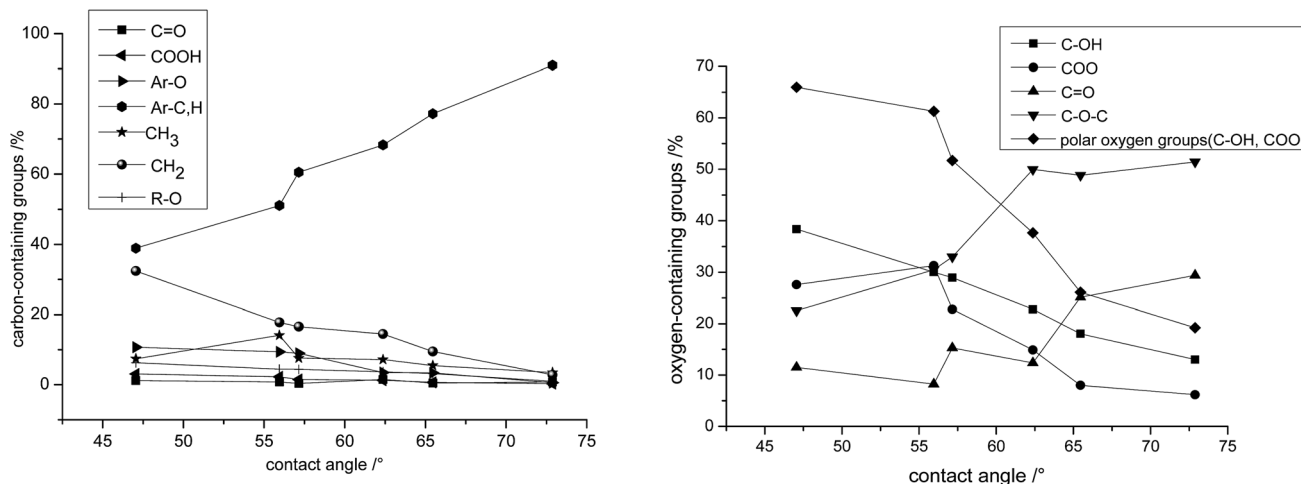 100
80
60
40
20
0
carbon-containing groups /%
C=O
COOH
Ar-O
Ar-C,H
CH3
CH2
R-O
45 50 55 60 65 70 75
contact angle /°
70
60
50
40
30
20
10
0
oxygen-containing groups /%
C-OH
COO
C=O
C-O-C
polar oxygen groups(C-OH, COO
45 50 55 60 65 70 75
contact angle /°